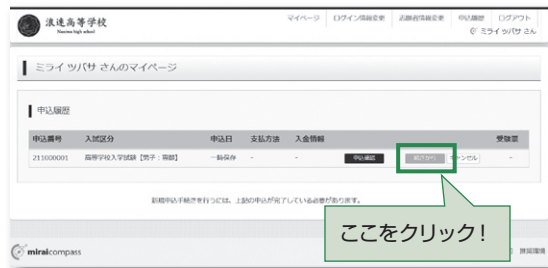 浪速高等学校
Naniwa high school
マイページ ログイン情報変更 志願者情報変更 申込履歴 ログアウト
ミライ ツバサ さん
ミライ ツバサ さんのマイページ
申込履歴
申込番号 入試区分 申込日 支払方法 入金情報 受験票
211000001 高等学校入学試験【男子：専願】 一時保存 - - 申込確認 続きから キャンセル -
新規申込手続きを行うには、上記の申込が完了している必要があります。
ここをクリック！
miraicompass
推奨環境